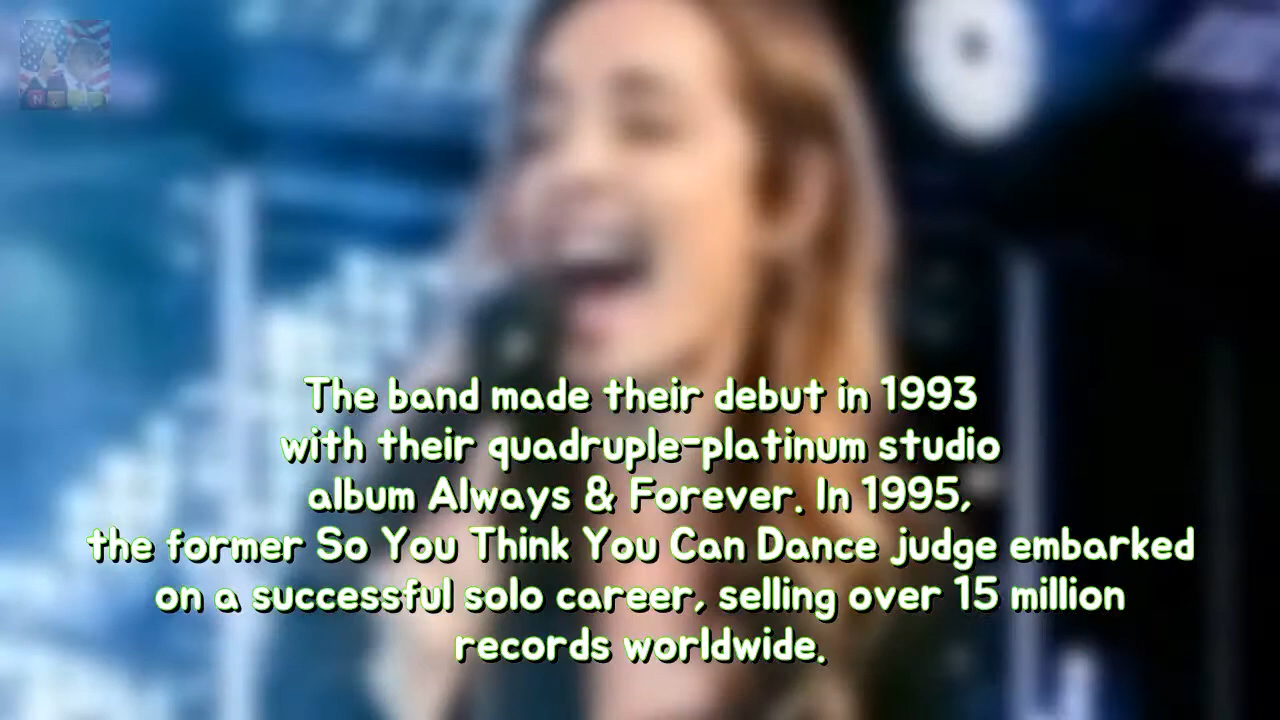 The band made their debut in 1993
with their quadruple-platinum studio
album Always & Forever. In 1995,
the former So You Think You Can Dance judge embarked
on a successful solo career, selling over 15 million
records worldwide.